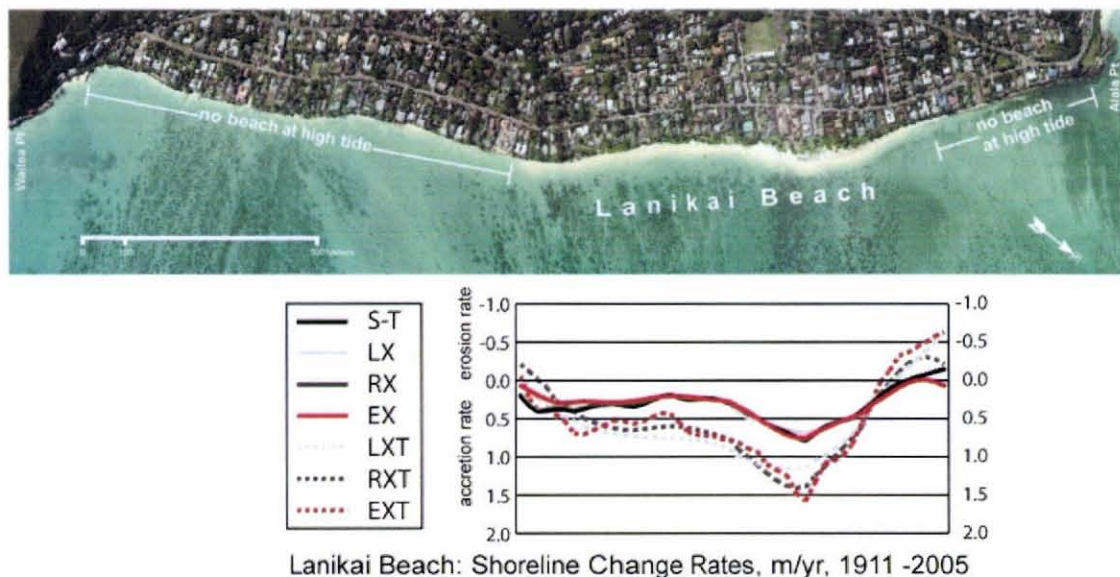 Wailea Pt
no beach at high tide
Lanikai Beach
no beach
at high tide
0
S-T
LX
RX
EX
LXT
RXT
EXT
erosion rate
accretion rate
-1.0
-0.5
0.0
0.5
1.0
1.5
2.0
-1.0
-0.5
0.0
0.5
1.0
1.5
2.0
Lanikai Beach: Shoreline Change Rates, m/yr, 1911 -2005